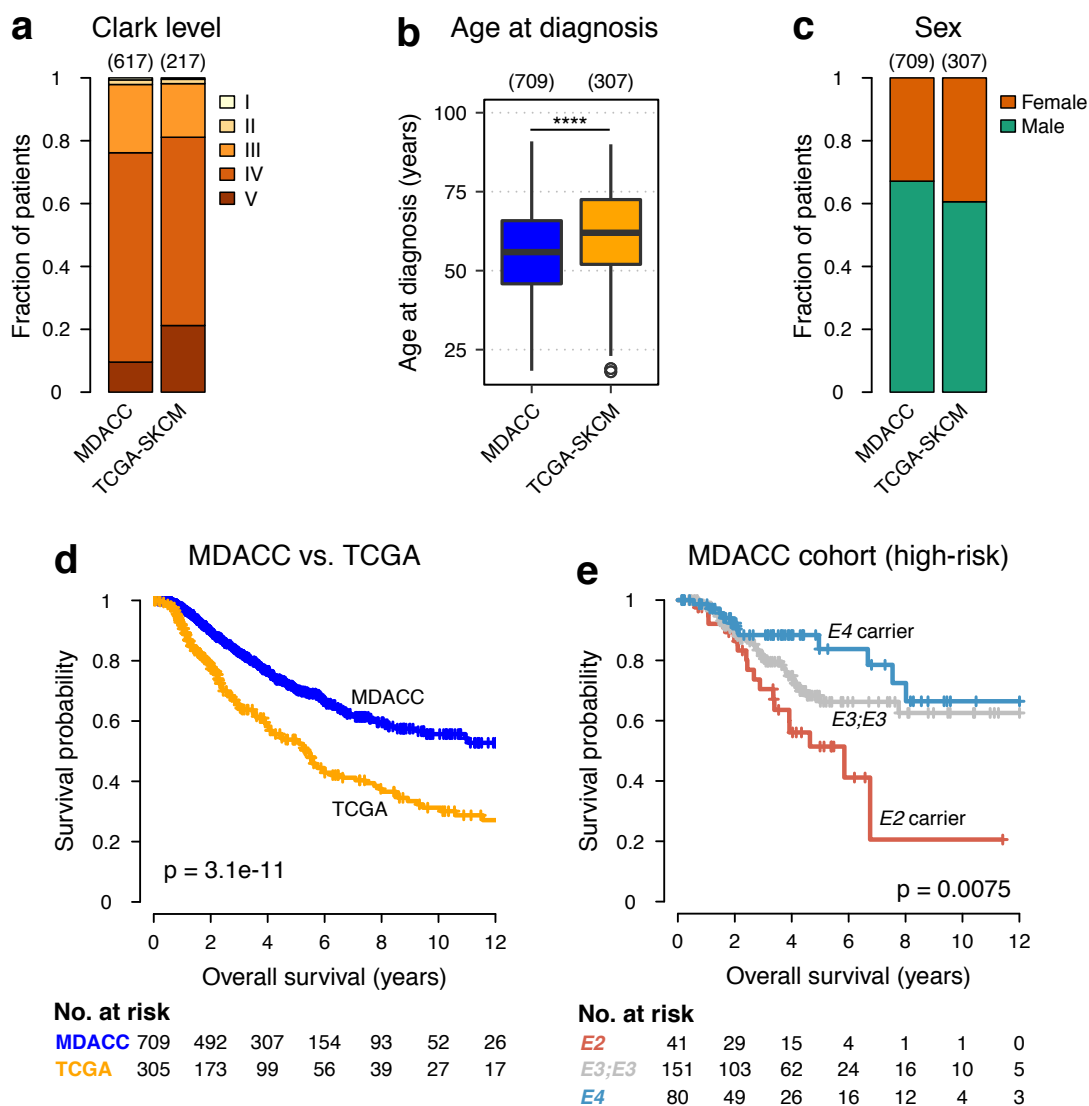 a Clark level
(617) (217)
1
0.8
0.6
0.4
0.2
0
Fraction of patients
MDACC
TCGA-SKCM
I
II
III
IV
V
b Age at diagnosis
(709) (307)
****
100
75
50
25
Age at diagnosis (years)
MDACC
TCGA-SKCM
c Sex
(709) (307)
1
0.8
0.6
0.4
0.2
0
Fraction of patients
MDACC
TCGA-SKCM
Female
Male
d MDACC vs. TCGA
1
0.8
0.6
0.4
0.2
0
Survival probability
MDACC
TCGA
p = 3.1e-11
0 2 4 6 8 10 12
Overall survival (years)
No. at risk
MDACC 709 492 307 154 93 52 26
TCGA 305 173 99 56 39 27 17
e MDACC cohort (high-risk)
1
0.8
0.6
0.4
0.2
0
Survival probability
E4 carrier
E3;E3
E2 carrier
p = 0.0075
0 2 4 6 8 10 12
Overall survival (years)
No. at risk
E2 41 29 15 4 1 1 0
E3;E3 151 103 62 24 16 10 5
E4 80 49 26 16 12 4 3